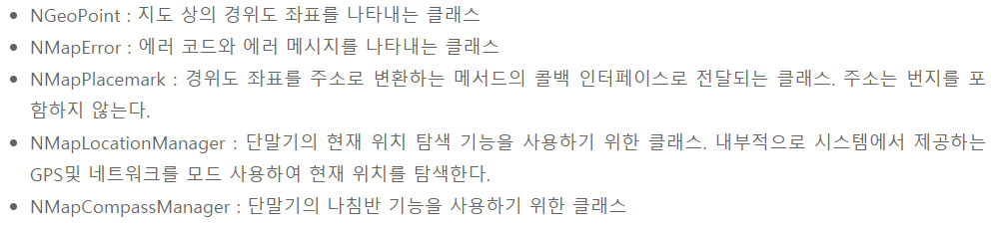 • NGeoPoint : 지도 상의 경위도 좌표를 나타내는 클래스
• NMapError : 에러 코드와 에러 메시지를 나타내는 클래스
• NMapPlacemark : 경위도 좌표를 주소로 변환하는 메서드의 콜백 인터페이스로 전달되는 클래스. 주소는 번지를 포
함하지 않는다.
• NMapLocationManager : 단말기의 현재 위치 탐색 기능을 사용하기 위한 클래스. 내부적으로 시스템에서 제공하는
GPS및 네트워크를 모드 사용하여 현재 위치를 탐색한다.
• NMapCompassManager : 단말기의 나침반 기능을 사용하기 위한 클래스